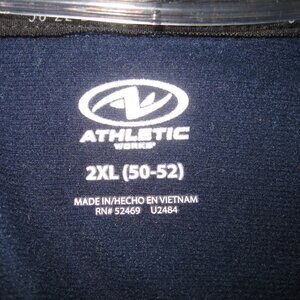 ATHLETIC
WORKS®
2XL (50-52)
MADE IN/HECHO EN VIETNAM
RN# 52469 U2484